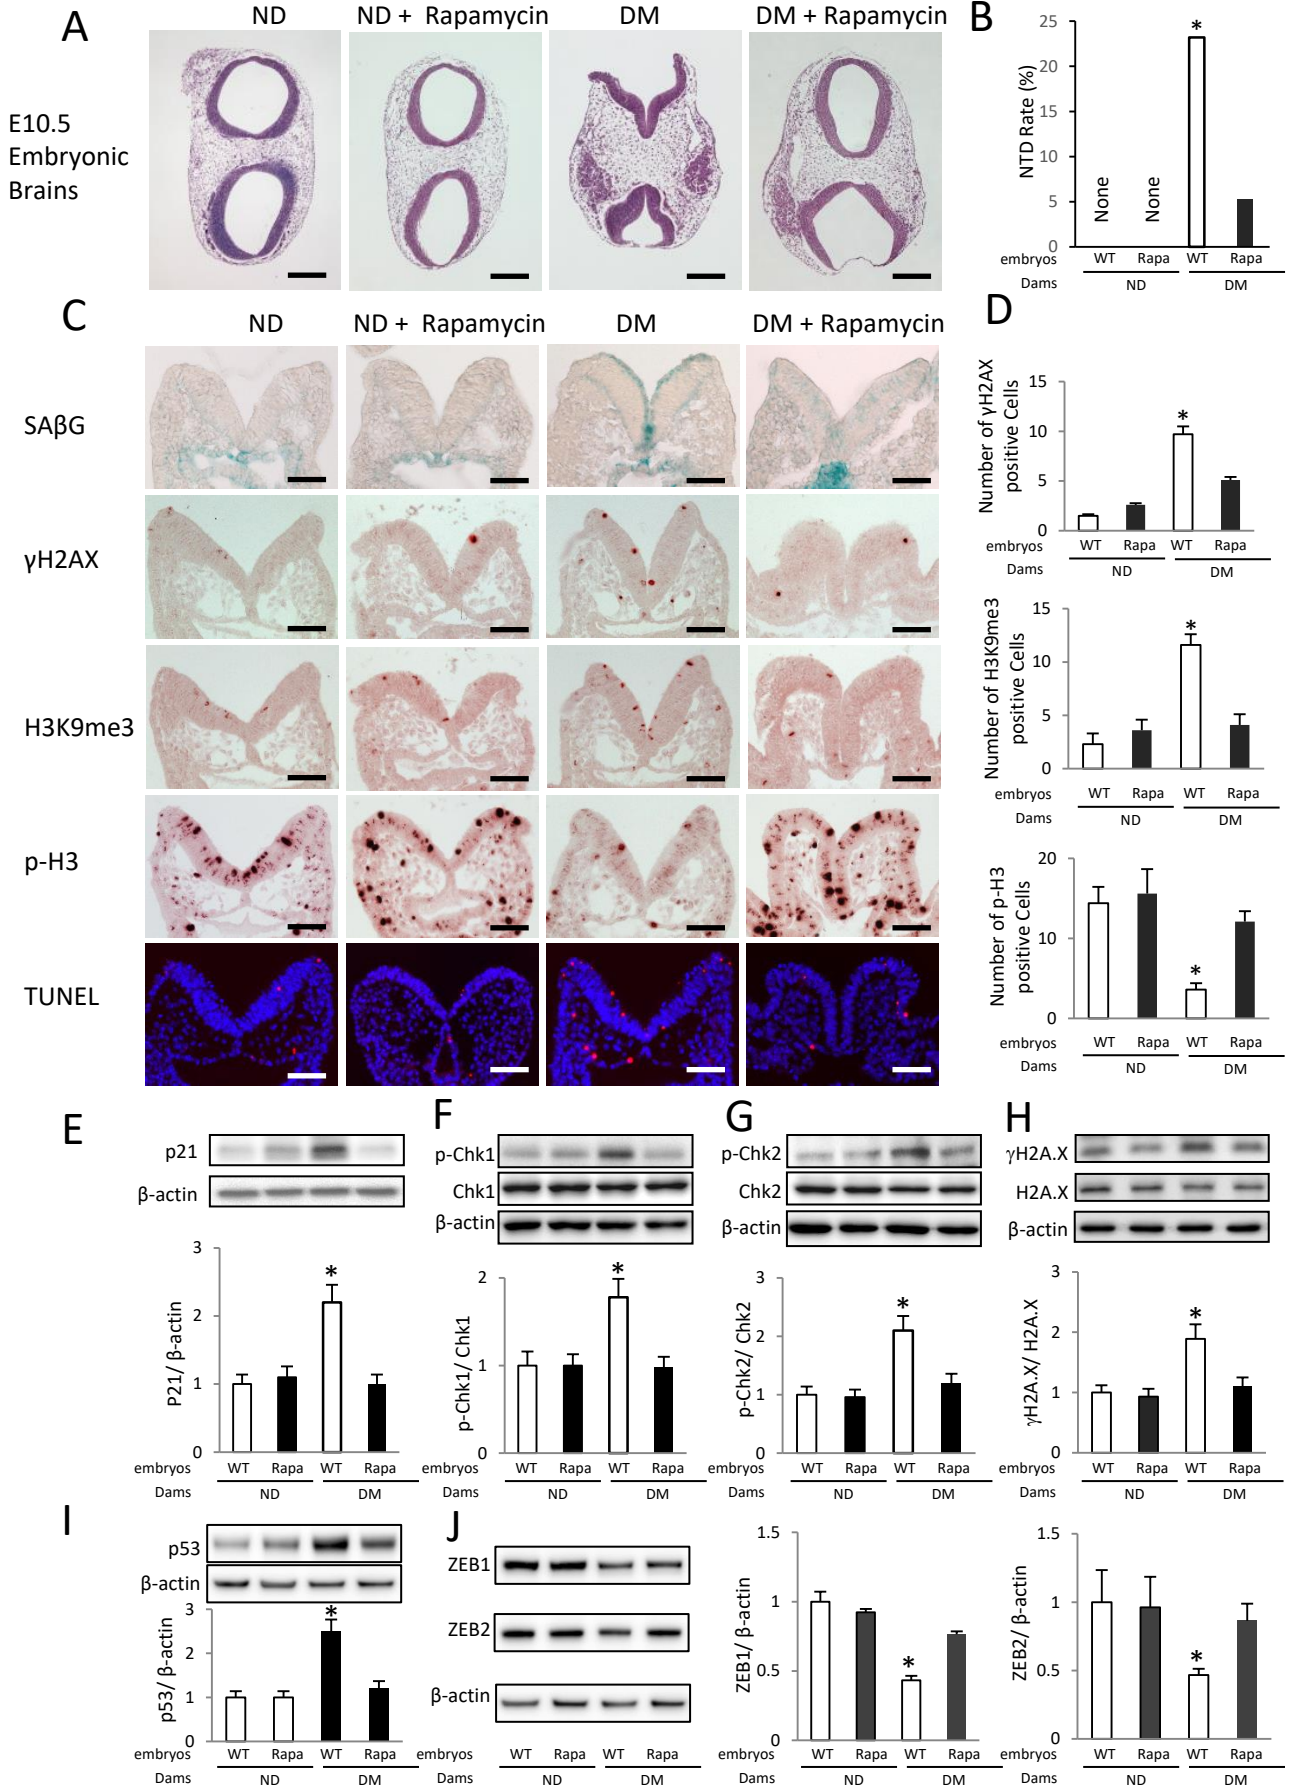 A
ND
ND + Rapamycin
DM
DM + Rapamycin
E10.5
Embryonic
Brains
B
NTD Rate (%)
25
20
15
10
5
0
None
None
*
embryos WT Rapa WT Rapa
Dams ND DM
C
ND
ND + Rapamycin
DM
DM + Rapamycin
SAβG
γH2AX
H3K9me3
p-H3
TUNEL
D
Number of γH2AX
positive Cells
15
10
5
0
*
embryos WT Rapa WT Rapa
Dams ND DM
Number of H3K9me3
positive Cells
15
10
5
0
*
embryos WT Rapa WT Rapa
Dams ND DM
Number of p-H3
positive Cells
20
10
0
*
embryos WT Rapa WT Rapa
Dams ND DM
E
p21
β-actin
P21/ β-actin
3
2
1
0
*
embryos WT Rapa WT Rapa
Dams ND DM
F
p-Chk1
Chk1
β-actin
p-Chk1/ Chk1
2
1
0
*
embryos WT Rapa WT Rapa
Dams ND DM
G
p-Chk2
Chk2
β-actin
p-Chk2/ Chk2
3
2
1
0
*
embryos WT Rapa WT Rapa
Dams ND DM
H
γH2A.X
H2A.X
β-actin
γH2A.X/ H2A.X
3
2
1
0
*
WT Rapa WT Rapa
Dams ND DM
I
p53
β-actin
p53/ β-actin
3
2
1
0
*
embryos WT Rapa WT Rapa
Dams ND DM
J
ZEB1
ZEB2
β-actin
embryos WT Rapa WT Rapa
Dams ND DM
ZEB1/ β-actin
1.5
1
0.5
0
*
embryos WT Rapa WT Rapa
Dams ND DM
ZEB2/ β-actin
1.5
1
0.5
0
*
embryos WT Rapa WT Rapa
Dams ND DM